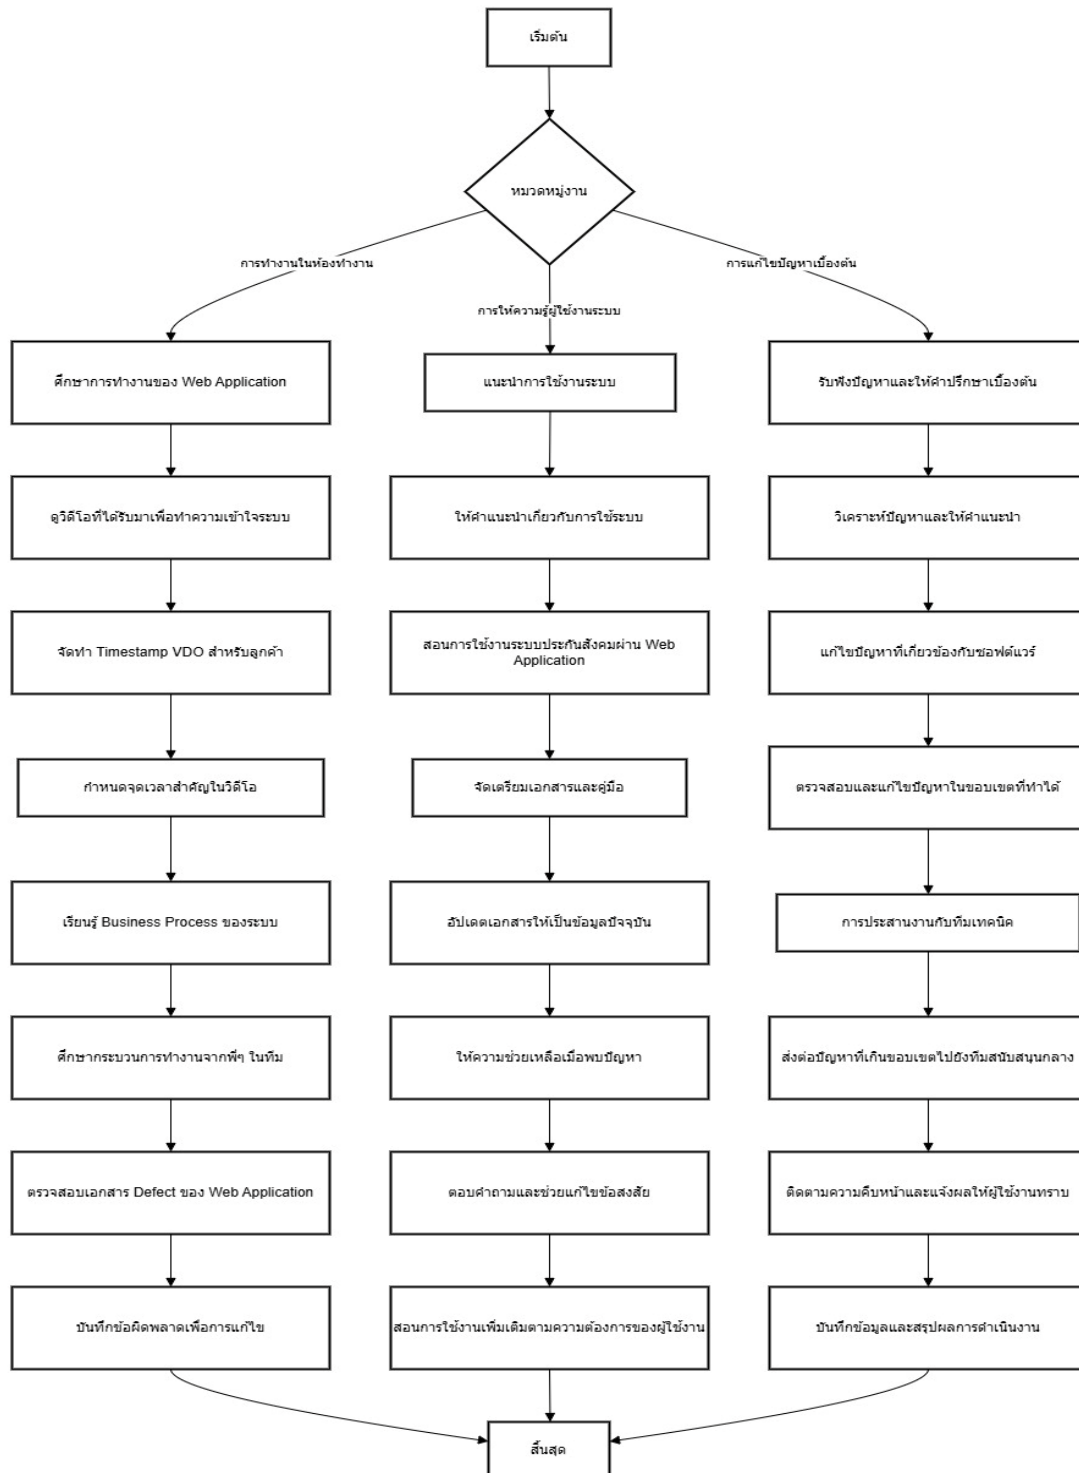 เริ่มต้น
หมวดหมู่งาน
การทำงานในห้องทำงาน
การให้ความรู้ผู้ใช้งานระบบ
การแก้ไขปัญหาเบื้องต้น
ศึกษาการทำงานของ Web Application
ดูวิดีโอที่ได้รับมาเพื่อทำความเข้าใจระบบ
จัดทำ Timestamp VDO สำหรับลูกค้า
กำหนดจุดเวลาสำคัญในวิดีโอ
เรียนรู้ Business Process ของระบบ
ศึกษากระบวนการทำงานจากพี่ๆ ในทีม
ตรวจสอบเอกสาร Defect ของ Web Application
บันทึกข้อผิดพลาดเพื่อการแก้ไข
แนะนำการใช้งานระบบ
ให้คำแนะนำเกี่ยวกับการใช้ระบบ
สอนการใช้งานระบบประกันสังคมผ่าน Web
Application
จัดเตรียมเอกสารและคู่มือ
อัปเดตเอกสารให้เป็นข้อมูลปัจจุบัน
ให้ความช่วยเหลือเมื่อพบปัญหา
ตอบคำถามและช่วยแก้ไขข้อสงสัย
สอนการใช้งานเพิ่มเติมตามความต้องการของผู้ใช้งาน
รับฟังปัญหาและให้คำปรึกษาเบื้องต้น
วิเคราะห์ปัญหาและให้คำแนะนำ
แก้ไขปัญหาที่เกี่ยวข้องกับซอฟต์แวร์
ตรวจสอบและแก้ไขปัญหาในขอบเขตที่ทำได้
การประสานงานกับทีมเทคนิค
ส่งต่อปัญหาที่เกินขอบเขตไปยังทีมสนับสนุนกลาง
ติดตามความคืบหน้าและแจ้งผลให้ผู้ใช้งานทราบ
บันทึกข้อมูลและสรุปผลการดำเนินงาน
สิ้นสุด